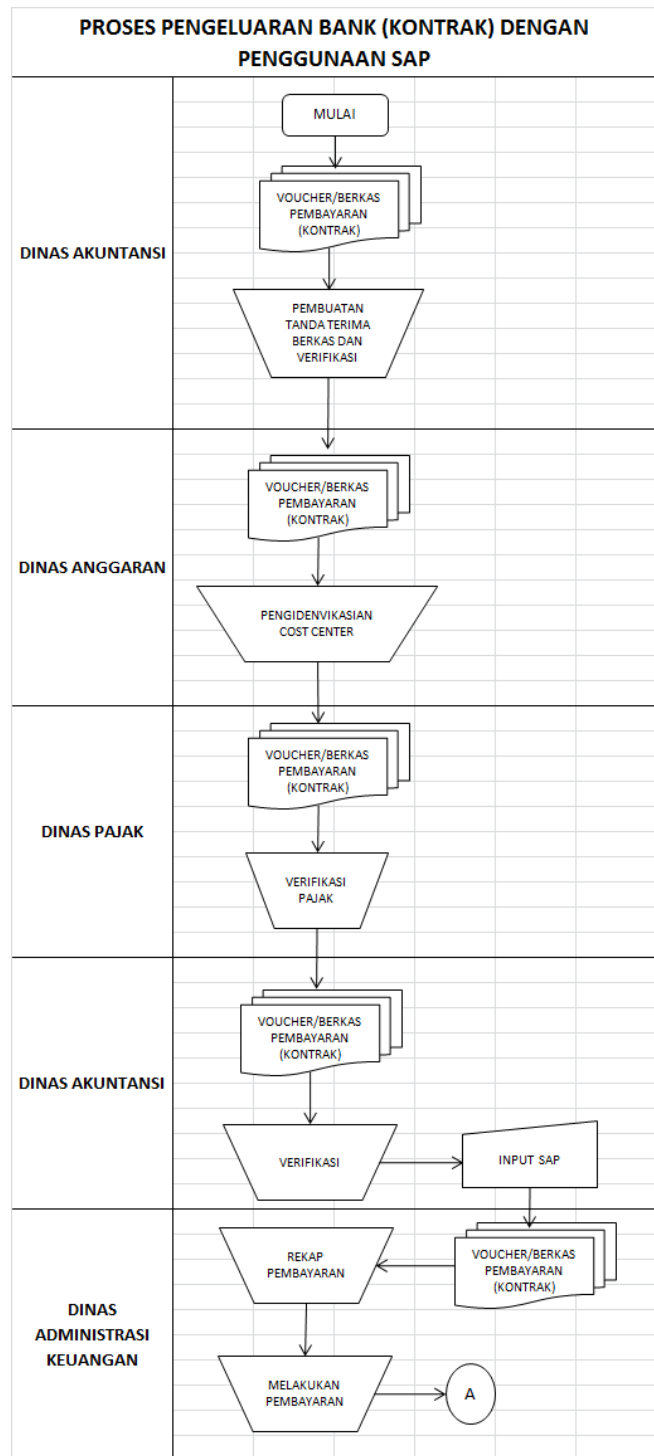 PROSES PENGELUARAN BANK (KONTRAK) DENGAN
PENGGUNAAN SAP
DINAS AKUNTANSI
MULAI
VOUCHER/BERKAS
PEMBAYARAN
(KONTRAK)
PEMBUATAN
TANDA TERIMA
BERKAS DAN
VERIFIKASI
DINAS ANGGARAN
VOUCHER/BERKAS
PEMBAYARAN
(KONTRAK)
PENGIDENVIKASIAN
COST CENTER
DINAS PAJAK
VOUCHER/BERKAS
PEMBAYARAN
(KONTRAK)
VERIFIKASI
PAJAK
DINAS AKUNTANSI
VOUCHER/BERKAS
PEMBAYARAN
(KONTRAK)
VERIFIKASI
INPUT SAP
DINAS
ADMINISTRASI
KEUANGAN
VOUCHER/BERKAS
PEMBAYARAN
(KONTRAK)
REKAP
PEMBAYARAN
MELAKUKAN
PEMBAYARAN
A